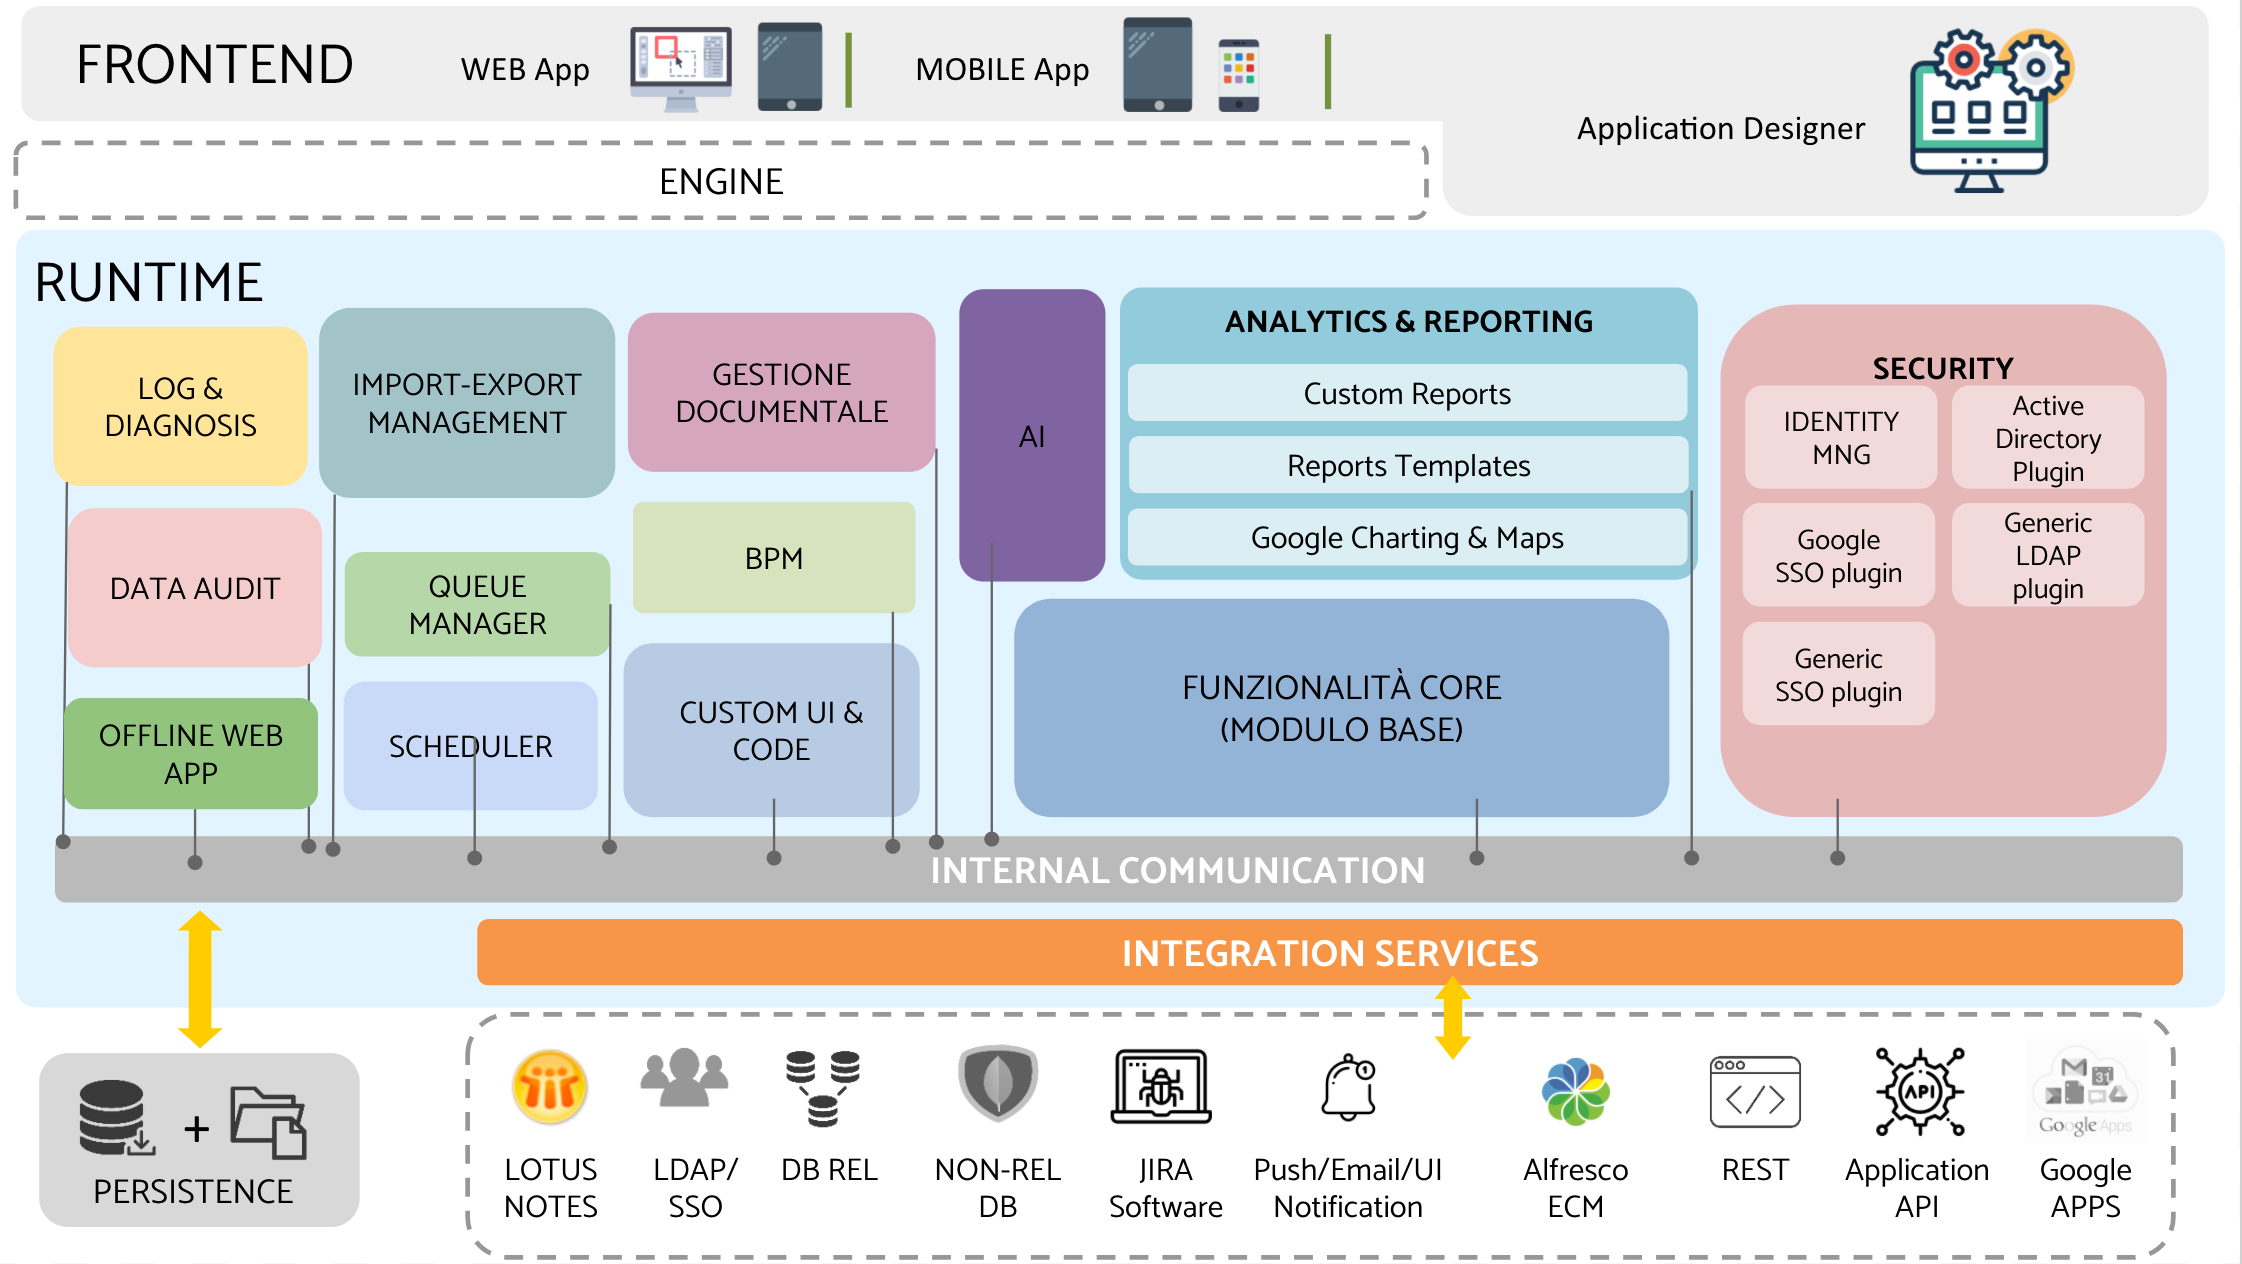 FRONTEND
WEB App
MOBILE App
Application Designer
ENGINE
RUNTIME
LOG &
DIAGNOSIS
IMPORT-EXPORT
MANAGEMENT
GESTIONE
DOCUMENTALE
AI
ANALYTICS & REPORTING
Custom Reports
Reports Templates
Google Charting & Maps
SECURITY
IDENTITY
MNG
Active
Directory
Plugin
Google
SSO plugin
Generic
LDAP
plugin
Generic
SSO plugin
DATA AUDIT
QUEUE
MANAGER
BPM
OFFLINE WEB
APP
SCHEDULER
CUSTOM UI &
CODE
FUNZIONALITÀ CORE
(MODULO BASE)
INTERNAL COMMUNICATION
INTEGRATION SERVICES
+
PERSISTENCE
LOTUS
NOTES
LDAP/
SSO
DB REL
NON-REL
DB
JIRA
Software
1
Push/Email/UI
Notification
Alfresco
ECM
</>
REST
API
Application
API
31
Google Apps
Google
APPS